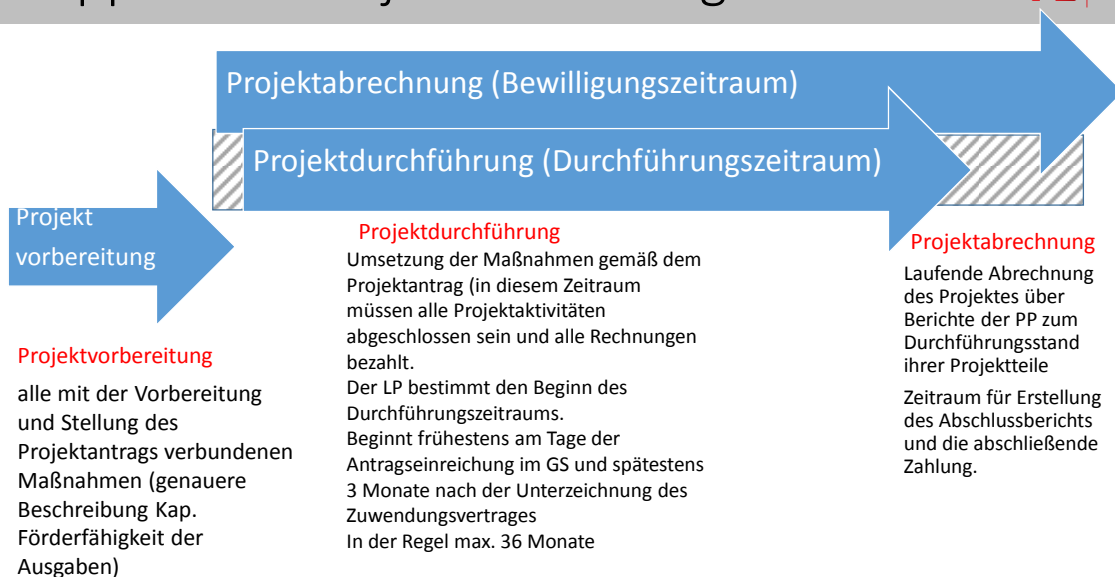 Projektabrechnung (Bewilligungszeitraum)
Projektdurchführung (Durchführungszeitraum)
Projekt
vorbereitung
Projektvorbereitung
alle mit der Vorbereitung
und Stellung des
Projektantrags verbundenen
Maßnahmen (genauere
Beschreibung Kap.
Förderfähigkeit der
Ausgaben)
Projektdurchführung
Umsetzung der Maßnahmen gemäß dem
Projektantrag (in diesem Zeitraum
müssen alle Projektaktivitäten
abgeschlossen sein und alle Rechnungen
bezahlt.
Der LP bestimmt den Beginn des
Durchführungszeitraums.
Beginnt frühestens am Tage der
Antragseinreichung im GS und spätestens
3 Monate nach der Unterzeichnung des
Zuwendungsvertrages
In der Regel max. 36 Monate
Projektabrechnung
Laufende Abrechnung
des Projektes über
Berichte der PP zum
Durchführungsstand
ihrer Projektteile
Zeitraum für Erstellung
des Abschlussberichts
und die abschließende
Zahlung.